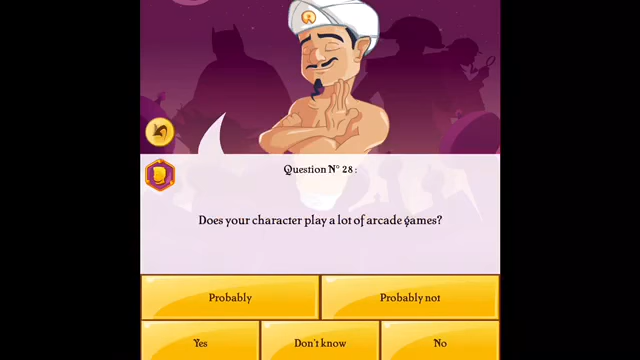 Question N° 28 :
Does your character play a lot of arcade games?
Probably
Probably not
Yes
Don't know
No